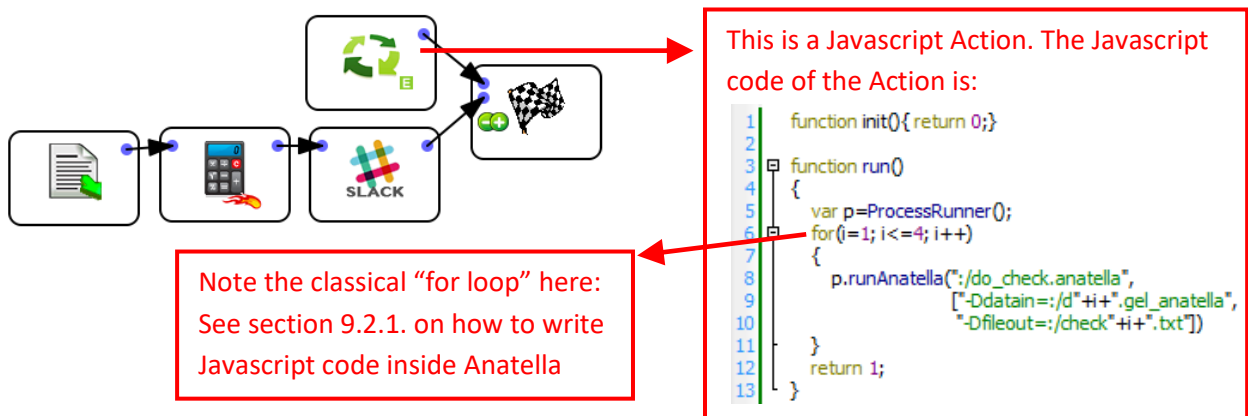 This is a Javascript Action. The Javascript
code of the Action is:
E
SLACK
1 function init(){ return 0;}
2
3 function run()
4 {
5 var p=ProcessRunner();
6 for(i=1; i<=4; i++)
7 {
8 p.runAnatella(":/do_check.anatella",
9 ["-Ddatain=:/d"+i+".gel_anatella",
10 "-Dfileout=:/check"+i+".txt"])
11 }
12 return 1;
13 }
Note the classical “for loop” here:
See section 9.2.1. on how to write
Javascript code inside Anatella